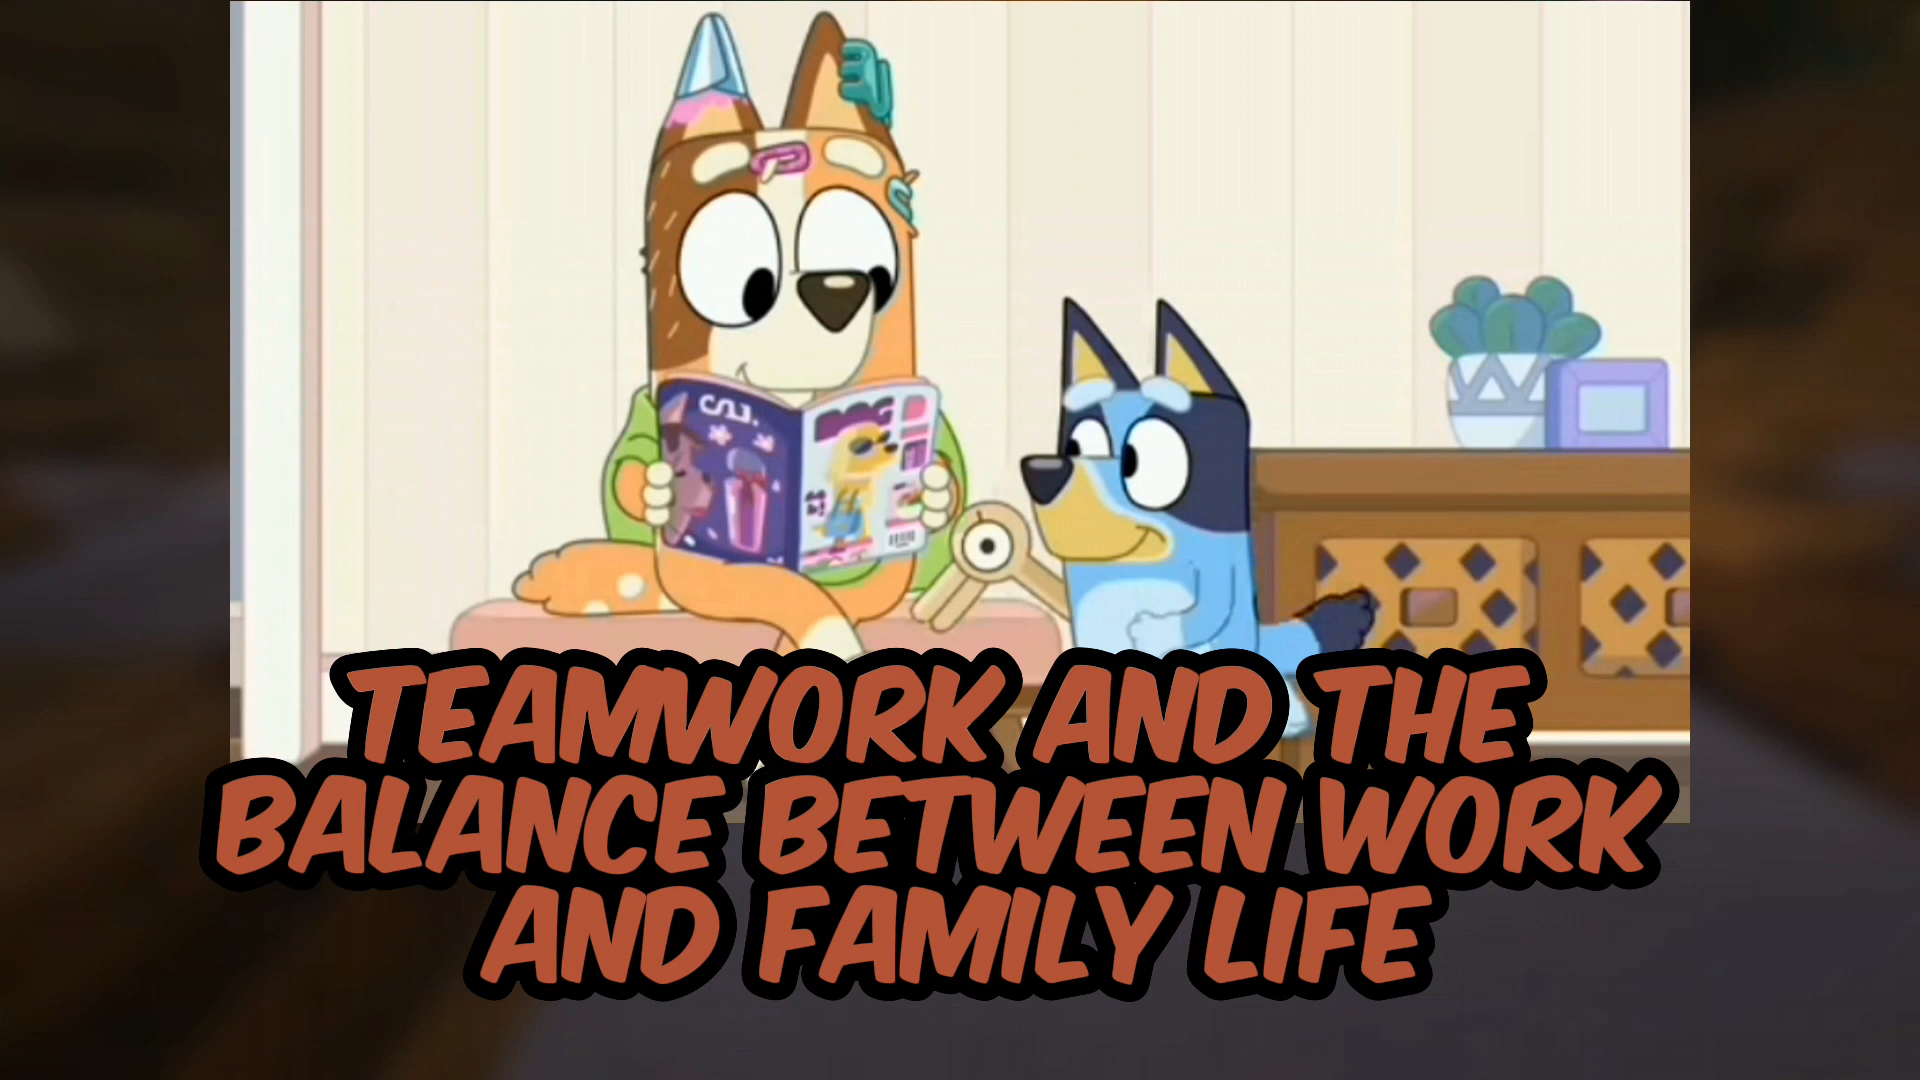 TEAMWORK AND THE
BALANCE BETWEEN WORK
AND FAMILY LIFE